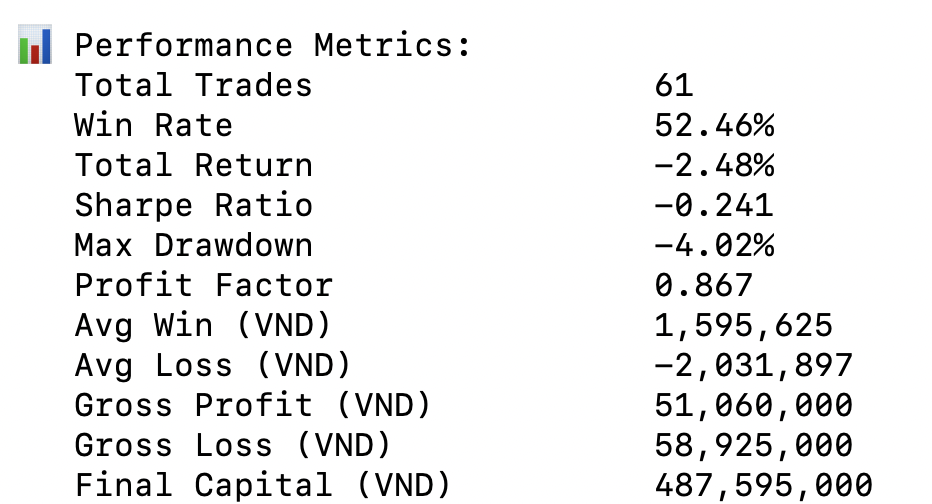 📊 Performance Metrics:
Total Trades 61
Win Rate 52.46%
Total Return -2.48%
Sharpe Ratio -0.241
Max Drawdown -4.02%
Profit Factor 0.867
Avg Win (VND) 1,595,625
Avg Loss (VND) -2,031,897
Gross Profit (VND) 51,060,000
Gross Loss (VND) 58,925,000
Final Capital (VND) 487,595,000